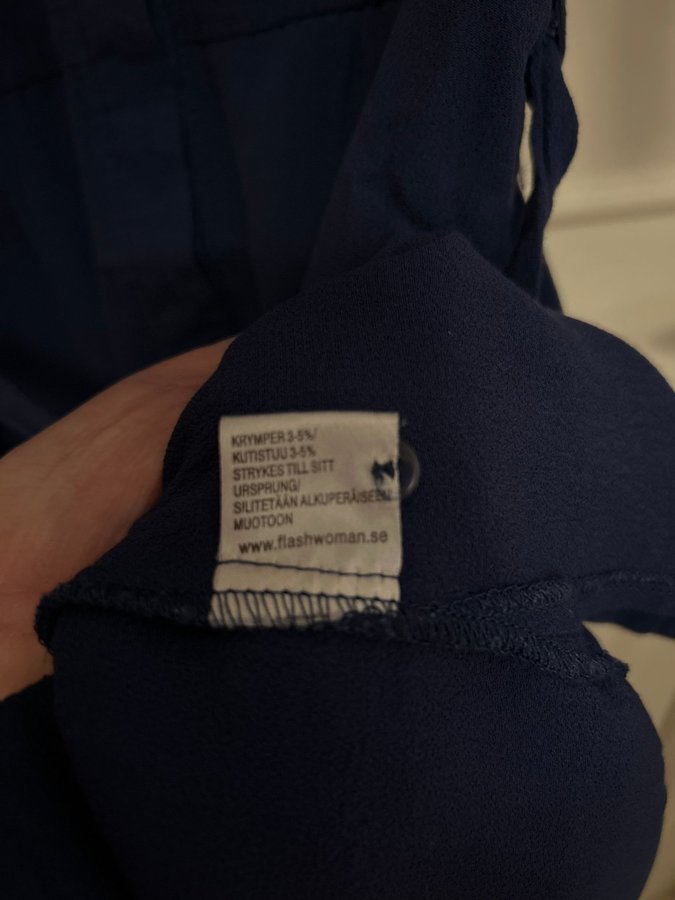 KRYMPER 3-5%/
KUTISTUU 3-5%
STRYKES TILL SITT
URSPRUNG/
SILITETÄÄN ALKUPERÄISEEN
MUOTOON
www.flashwoman.se